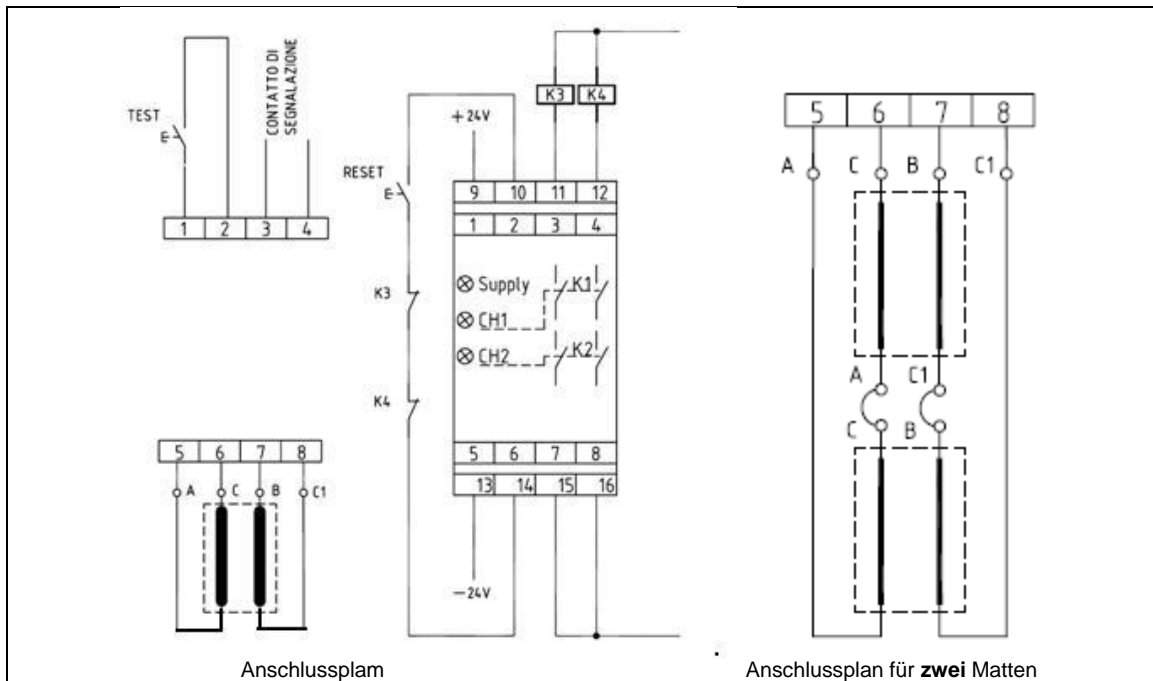 TEST
CONTATTO DI
SEGNALAZIONE
1 2 3 4
K3 K4
+24V
RESET
9 10 11 12
1 2 3 4
Supply
K1
CH1
CH2
K2
K3
K4
5 6 7 8
13 14 15 16
-24V
5 6 7 8
A C B C1
Anschlussplam
5 6 7 8
A C B C1
A C1
C B
Anschlussplan für zwei Matten